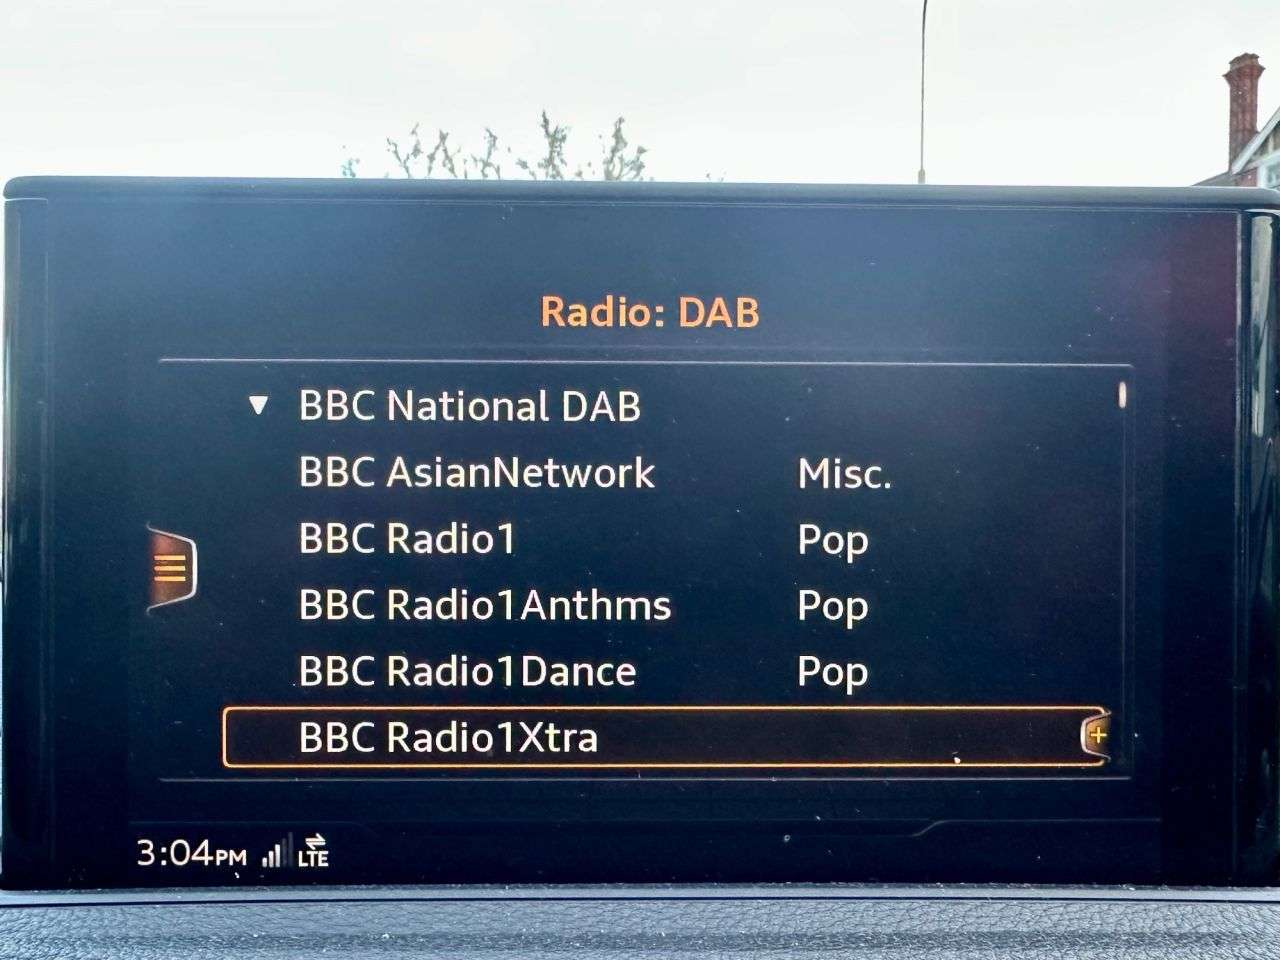 Radio: DAB
BBC National DAB
BBC AsianNetwork Misc.
BBC Radio1 Pop
BBC Radio1Anthms Pop
BBC Radio1Dance Pop
BBC Radio1Xtra
3:04PM LTE